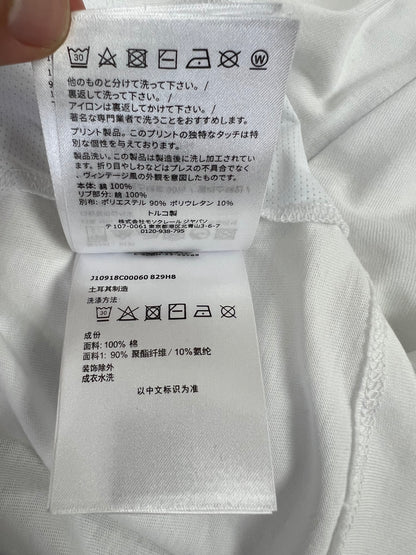 30
W
他のものと分けて洗って下さい。/
裏返して洗って下さい。/
アイロンは裏返してかけて下さい。/
著名な専門業者で洗うことをおすすめします。
プリント製品。このプリントの独特なタッチは特
別な個性を与えております。
製品洗い。この製品は製造後に洗い加工されていま
す。折り目やしわなどはプレスの不具合でなく
ヴィンテージ風の外観を意図したものです。
本体: 綿 100%
リブ部分: 綿 100%
別布: ポリエステル 90% ポリウレタン 10%
トルコ製
株式会社モンクレール ジャパン
〒107-0061 東京都港区北青山3-6-7
0120-938-795
J10918C00060 829H8
土耳其制造
洗涤方法
30
W
成份
面料: 100% 棉
面料1: 90% 聚酯纤维 / 10%氨纶
装饰除外
成衣水洗
以中文标识为准